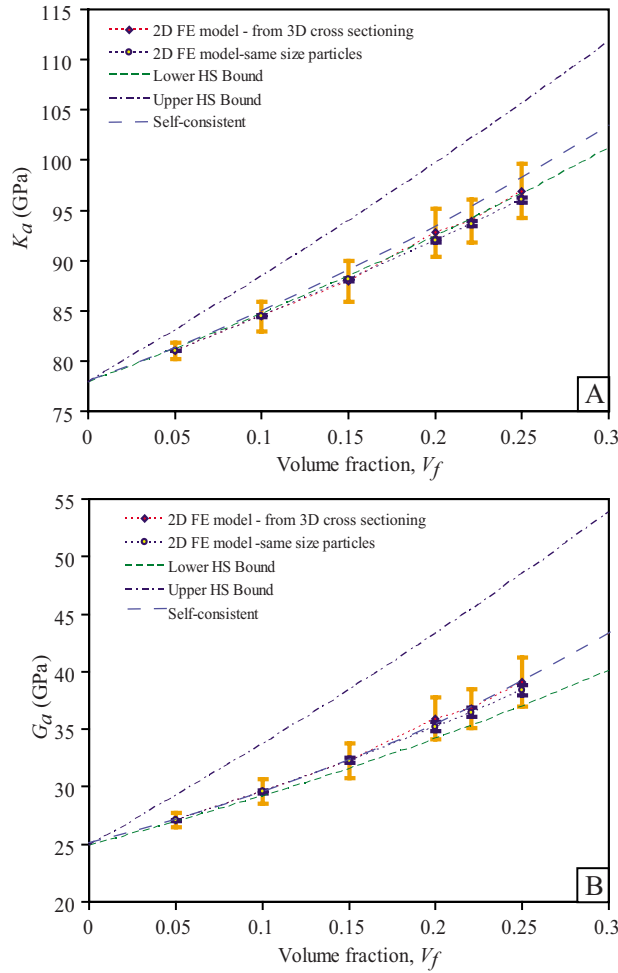 115
110
105
100
95
90
85
80
75
Ka (GPa)
2D FE model - from 3D cross sectioning
2D FE model-same size particles
Lower HS Bound
Upper HS Bound
Self-consistent
A
0 0.05 0.1 0.15 0.2 0.25 0.3
Volume fraction, Vf
55
50
45
40
35
30
25
20
Ga (GPa)
2D FE model - from 3D cross sectioning
2D FE model -same size particles
Lower HS Bound
Upper HS Bound
Self-consistent
B
0 0.05 0.1 0.15 0.2 0.25 0.3
Volume fraction, Vf